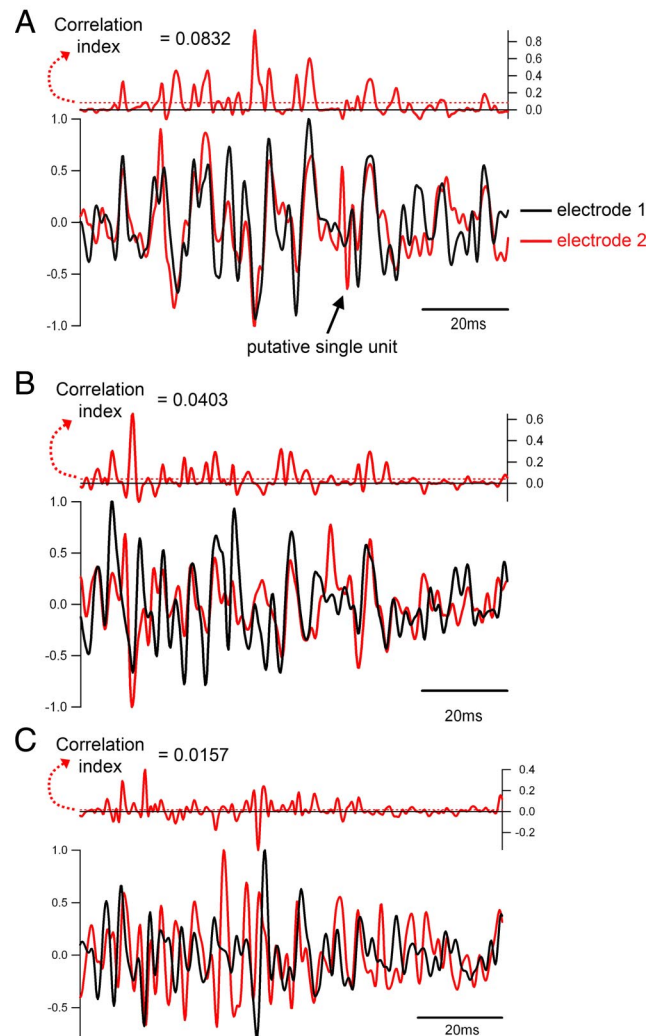 A
Correlation
index
= 0.0832
0.8
0.6
0.4
0.2
0.0
1.0
0.5
0.0
-0.5
-1.0
electrode 1
electrode 2
putative single unit
20ms
B
Correlation
index
= 0.0403
0.6
0.4
0.2
0.0
1.0
0.5
0.0
-0.5
-1.0
20ms
C
Correlation
index
= 0.0157
0.4
0.2
0.0
-0.2
1.0
0.5
0.0
-0.5
20ms